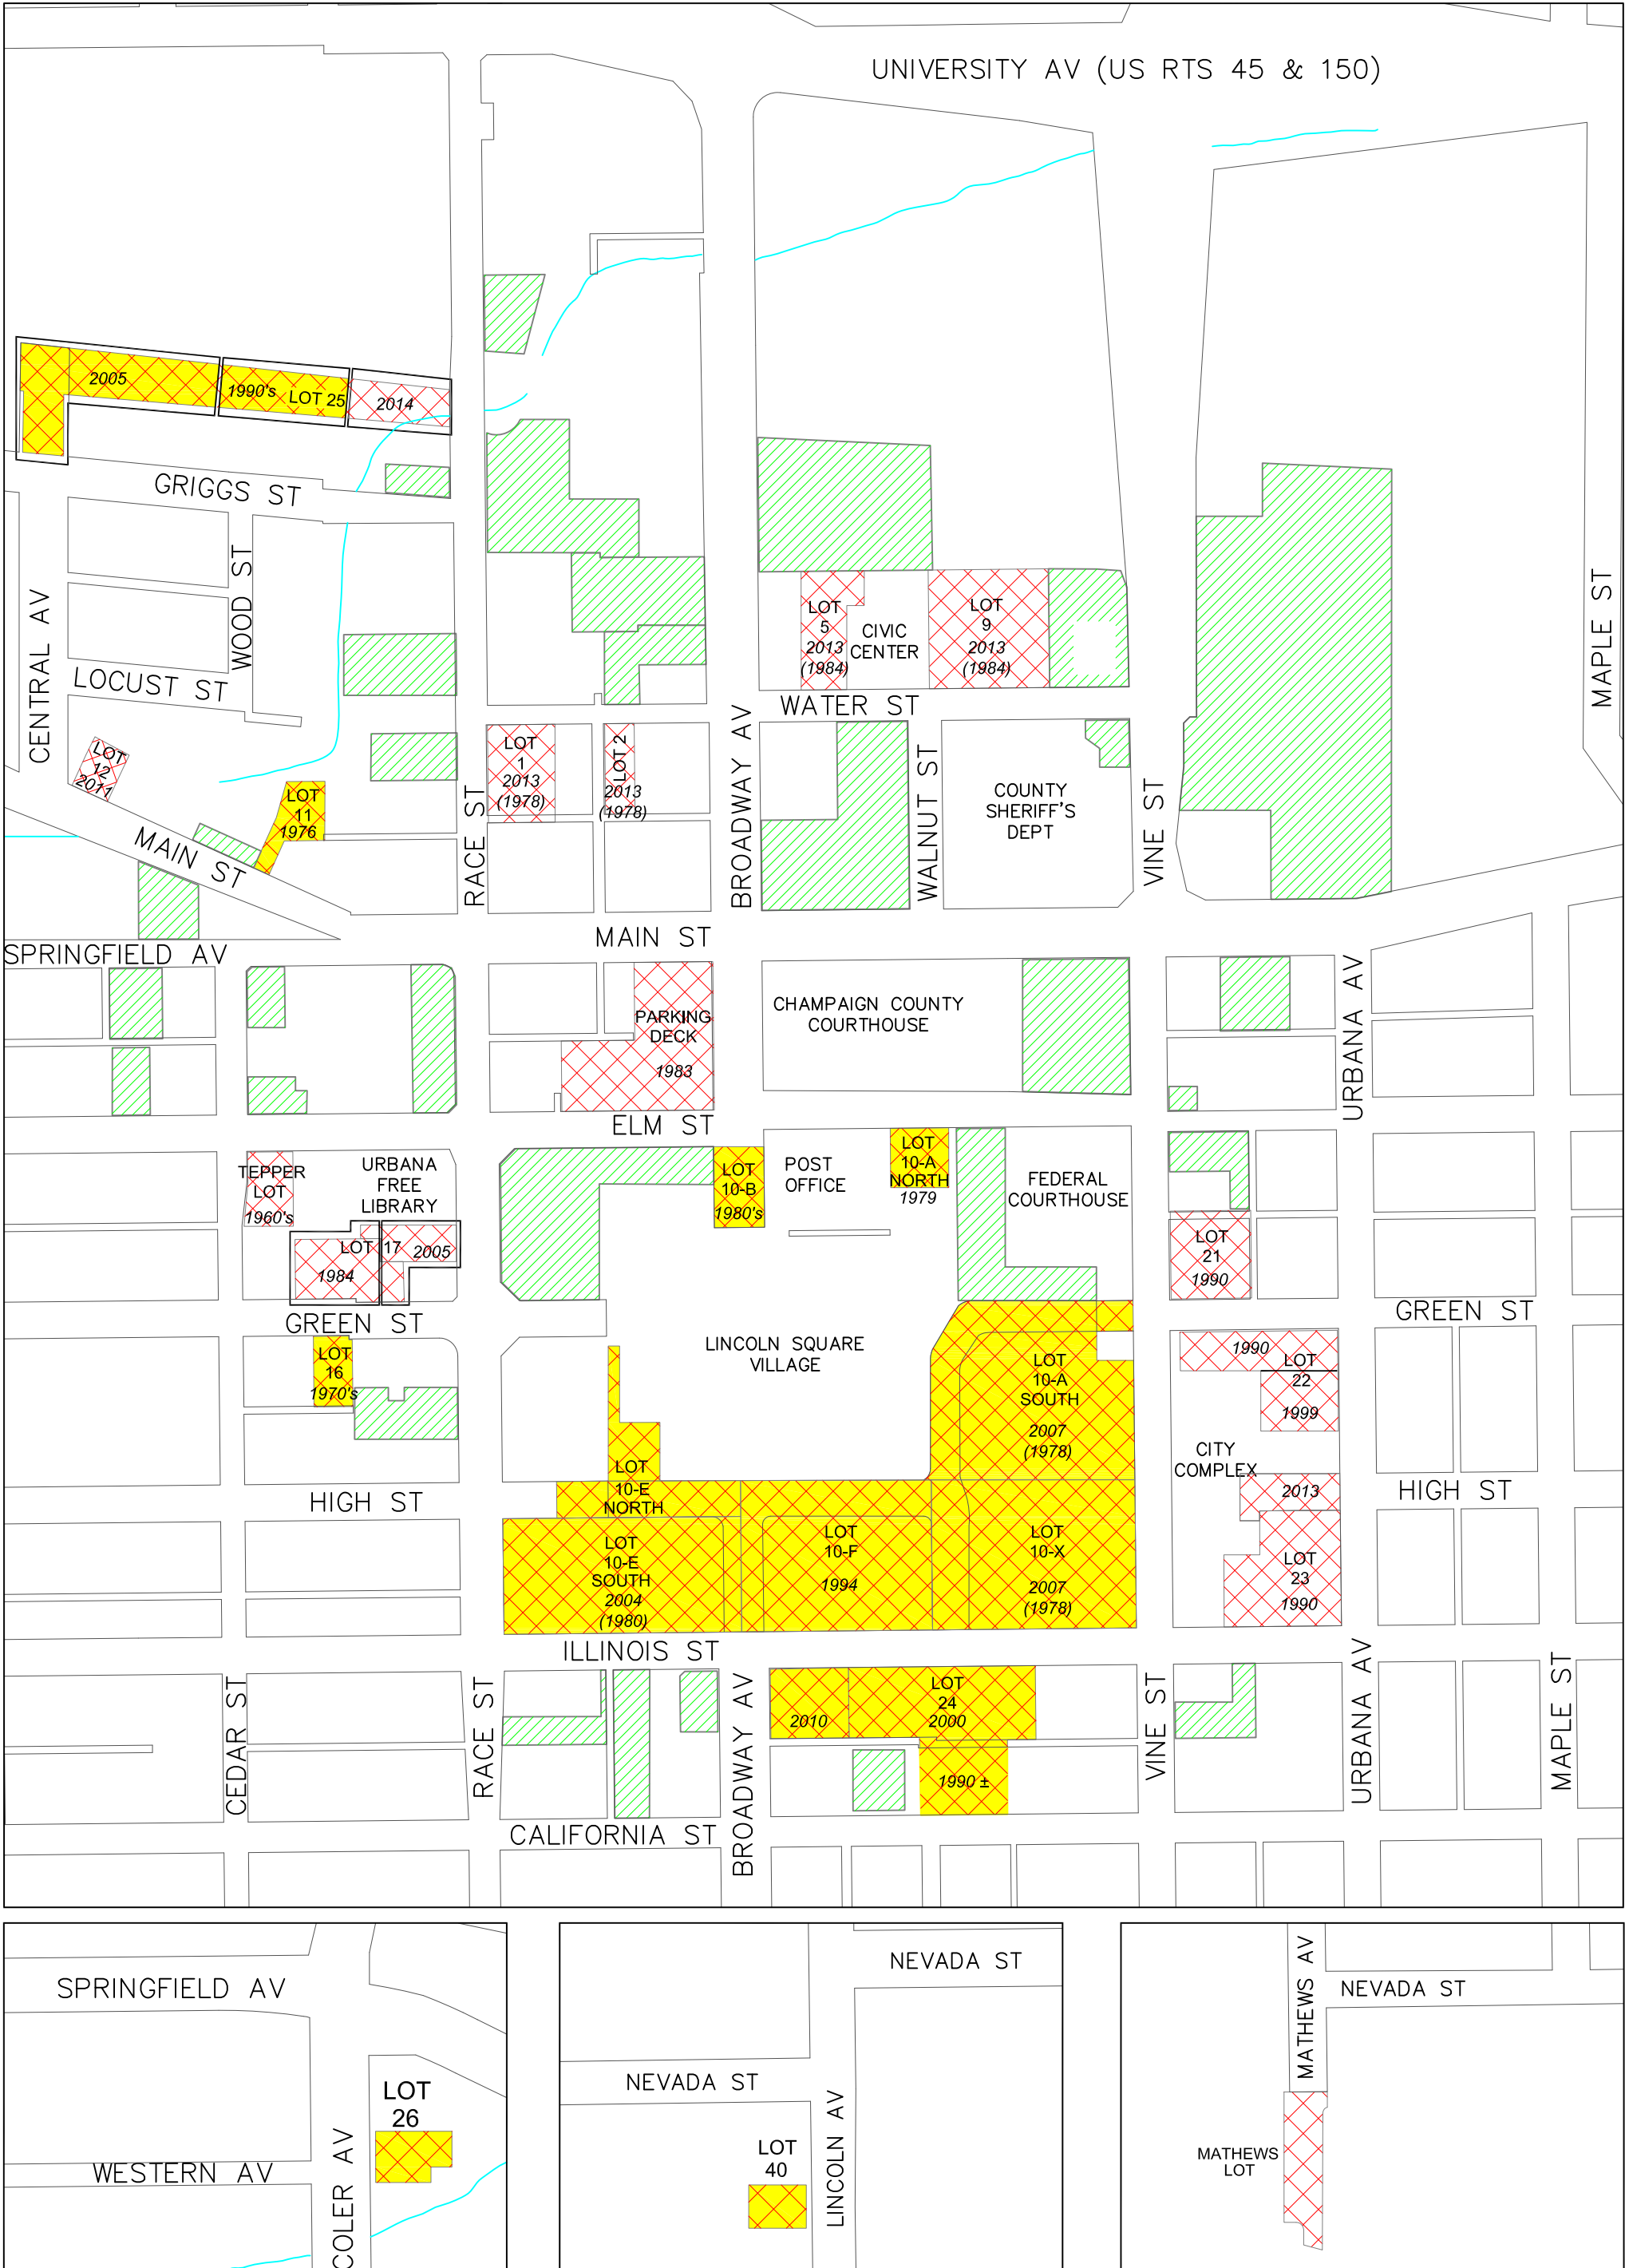 UNIVERSITY AV (US RTS 45 & 150)
2005
1990's
LOT 25
2014
GRIGGS ST
WOOD ST
CENTRAL AV
LOCUST ST
MAPLE ST
LOT
5
2013
(1984)
CIVIC
CENTER
LOT
9
2013
(1984)
WATER ST
LOT
12
2011
LOT
11
1976
MAIN ST
RACE ST
LOT
1
2013
(1978)
LOT 2
2013
(1978)
BROADWAY AV
WALNUT ST
COUNTY
SHERIFF'S
DEPT
VINE ST
MAIN ST
SPRINGFIELD AV
PARKING
DECK
1983
CHAMPAIGN COUNTY
COURTHOUSE
URBANA AV
ELM ST
TEPPER
LOT
1960's
URBANA
FREE
LIBRARY
LOT 17
2005
1984
LOT
10-B
1980's
POST
OFFICE
LOT
10-A
NORTH
1979
FEDERAL
COURTHOUSE
LOT
21
1990
GREEN ST
GREEN ST
LOT
16
1970's
LINCOLN SQUARE
VILLAGE
LOT
10-A
SOUTH
2007
(1978)
1990
LOT
22
1999
CITY
COMPLEX
HIGH ST
LOT
10-E
NORTH
2013
HIGH ST
LOT
10-E
SOUTH
2004
(1980)
LOT
10-F
1994
LOT
10-X
2007
(1978)
LOT
23
1990
ILLINOIS ST
CEDAR ST
RACE ST
BROADWAY AV
2010
LOT
24
2000
1990 ±
VINE ST
URBANA AV
MAPLE ST
CALIFORNIA ST
SPRINGFIELD AV
LOT
26
WESTERN AV
COLER AV
NEVADA ST
NEVADA ST
LINCOLN AV
LOT
40
MATHEWS AV
NEVADA ST
MATHEWS
LOT